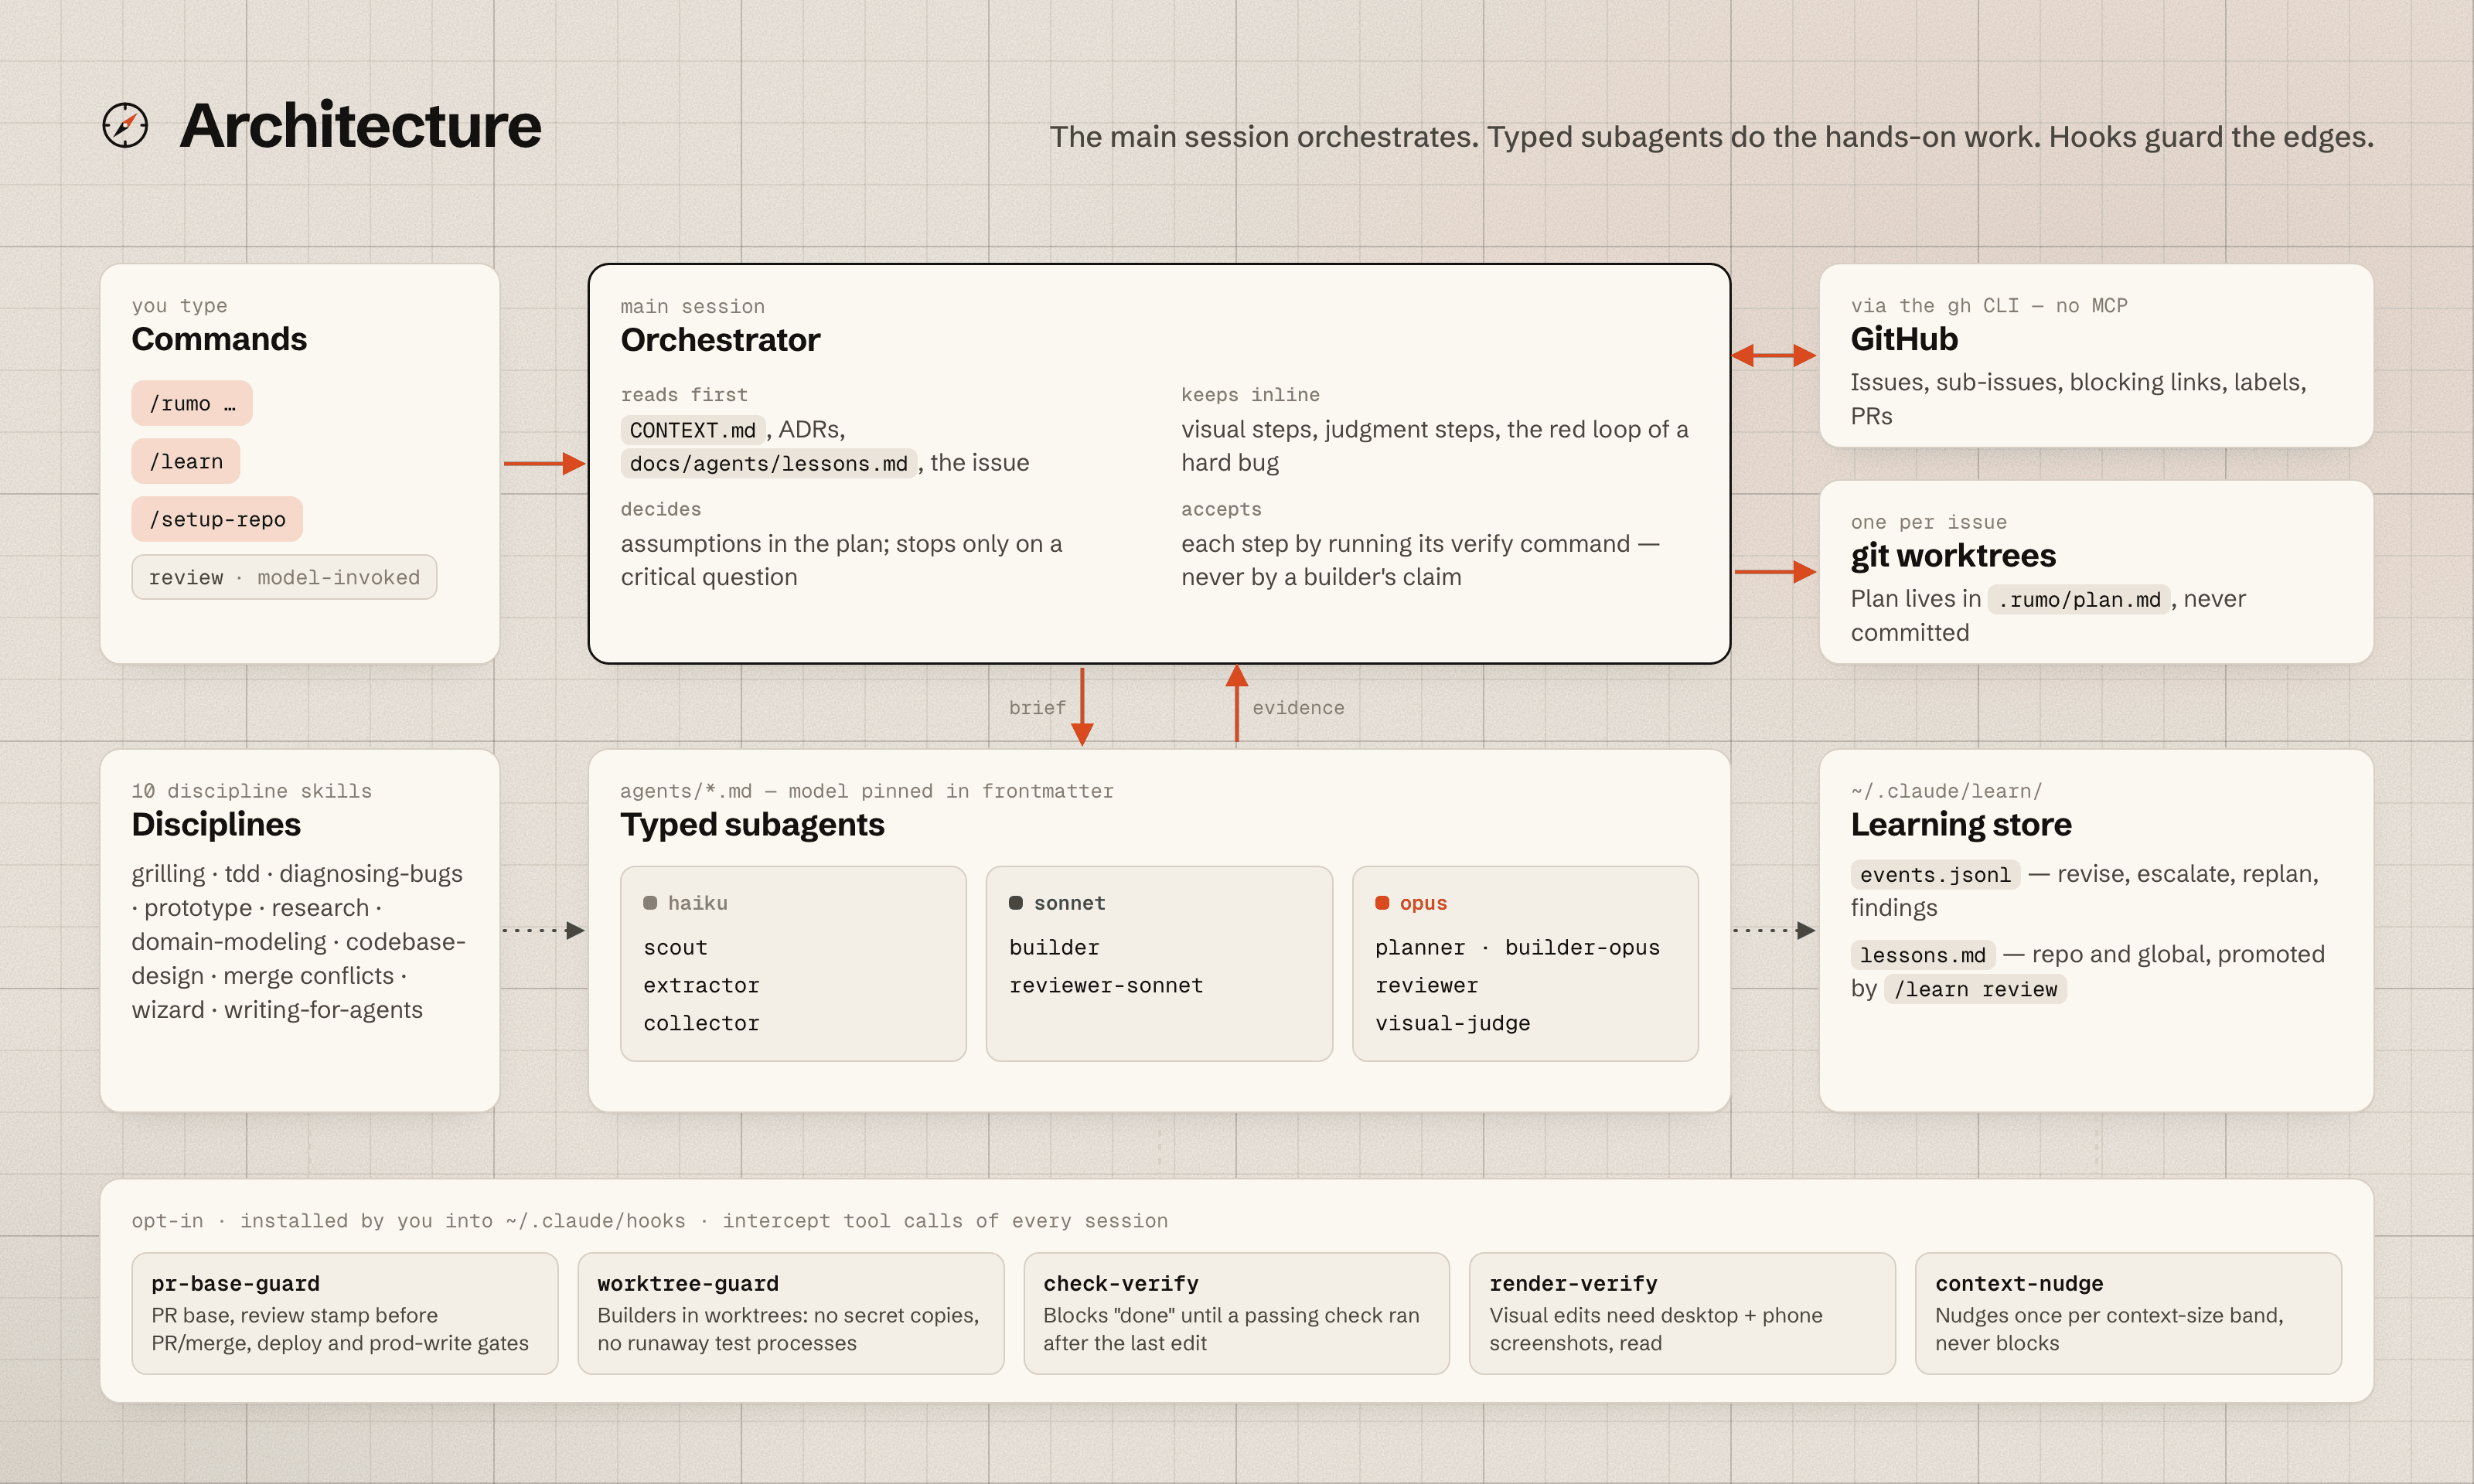 Architecture
The main session orchestrates. Typed subagents do the hands-on work. Hooks guard the edges.
you type
Commands
/rumo …
/learn
/setup-repo
review · model-invoked
main session
Orchestrator
reads first
CONTEXT.md, ADRs,
docs/agents/lessons.md, the issue
decides
assumptions in the plan; stops only on a
critical question
keeps inline
visual steps, judgment steps, the red loop of a
hard bug
accepts
each step by running its verify command —
never by a builder's claim
via the gh CLI — no MCP
GitHub
Issues, sub-issues, blocking links, labels,
PRs
one per issue
git worktrees
Plan lives in .rumo/plan.md, never
committed
brief
evidence
10 discipline skills
Disciplines
grilling · tdd · diagnosing-bugs
· prototype · research ·
domain-modeling · codebase-
design · merge conflicts ·
wizard · writing-for-agents
agents/*.md — model pinned in frontmatter
Typed subagents
haiku
scout
extractor
collector
sonnet
builder
reviewer-sonnet
opus
planner · builder-opus
reviewer
visual-judge
~/.claude/learn/
Learning store
events.jsonl — revise, escalate, replan,
findings
lessons.md — repo and global, promoted
by /learn review
opt-in · installed by you into ~/.claude/hooks · intercept tool calls of every session
pr-base-guard
PR base, review stamp before
PR/merge, deploy and prod-write gates
worktree-guard
Builders in worktrees: no secret copies,
no runaway test processes
check-verify
Blocks "done" until a passing check ran
after the last edit
render-verify
Visual edits need desktop + phone
screenshots, read
context-nudge
Nudges once per context-size band,
never blocks